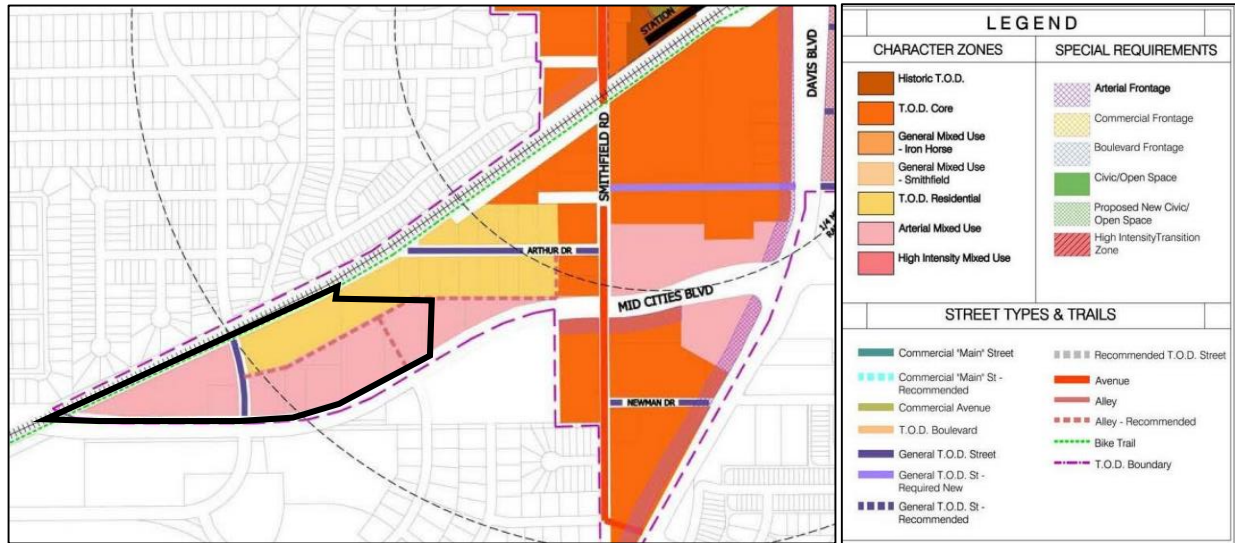 STATION
DAVIS BLVD
SMITHFIELD RD
ARTHUR DR
MID CITIES BLVD
NEWMAN DR
LEGEND
CHARACTER ZONES
Historic T.O.D.
T.O.D. Core
General Mixed Use
- Iron Horse
General Mixed Use
- Smithfield
T.O.D. Residential
Arterial Mixed Use
High Intensity Mixed Use
SPECIAL REQUIREMENTS
Arterial Frontage
Commercial Frontage
Boulevard Frontage
Civic/Open Space
Proposed New Civic/
Open Space
High IntensityTransition
Zone
STREET TYPES & TRAILS
Commercial "Main" Street
Commercial "Main" St -
Recommended
Commercial Avenue
T.O.D. Boulevard
General T.O.D. Street
General T.O.D. St -
Required New
General T.O.D. St -
Recommended
Recommended T.O.D. Street
Avenue
Alley
Alley - Recommended
Bike Trail
T.O.D. Boundary